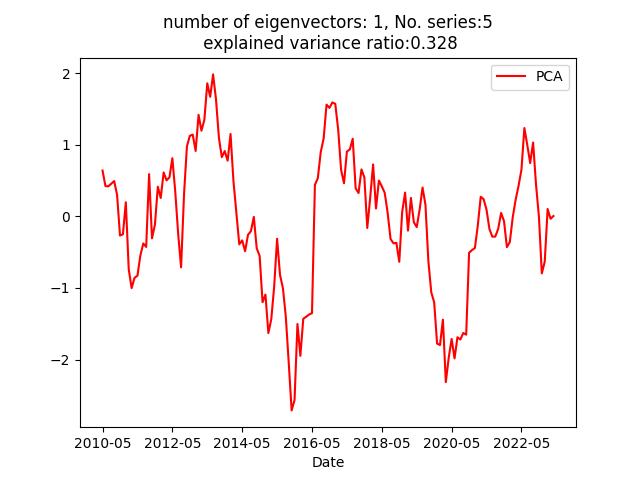 number of eigenvectors: 1, No. series:5
explained variance ratio:0.328
PCA
2
1
0
−1
−2
2010-05 2012-05 2014-05 2016-05 2018-05 2020-05 2022-05
Date